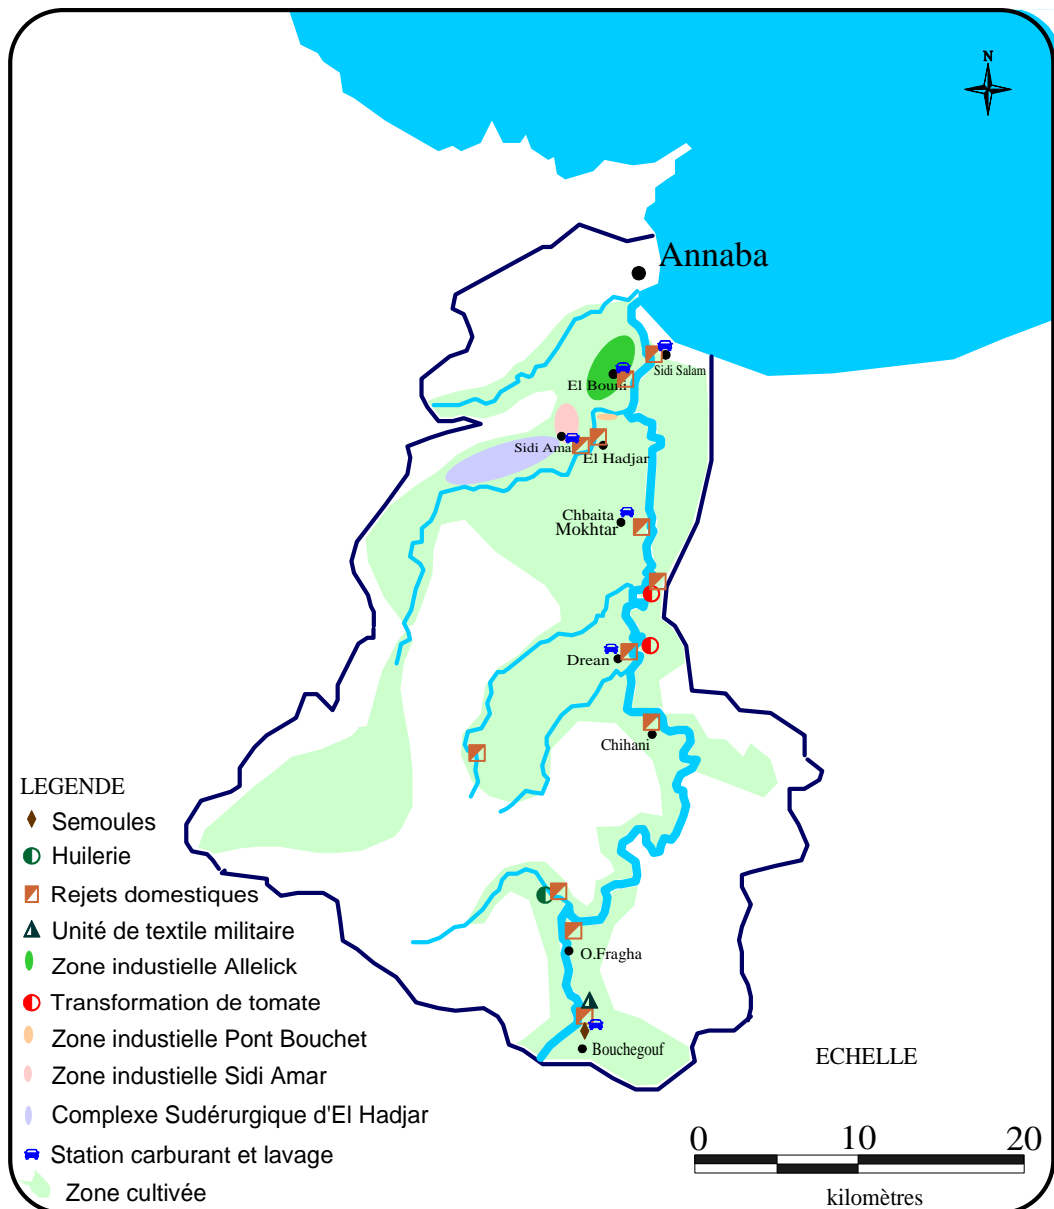 N
Annaba
Sidi Salam
El Bouni
Sidi Ama
El Hadjar
Chbaita
Mokhtar
Drean
Chihani
O.Fragha
Bouchegouf
LEGENDE
Semoules
Huilerie
Rejets domestiques
Unité de textile militaire
Zone industielle Allelick
Transformation de tomate
Zone industielle Pont Bouchet
Zone industielle Sidi Amar
Complexe Sudérurgique d'El Hadjar
Station carburant et lavage
Zone cultivée
ECHELLE
0 10 20
kilomètres